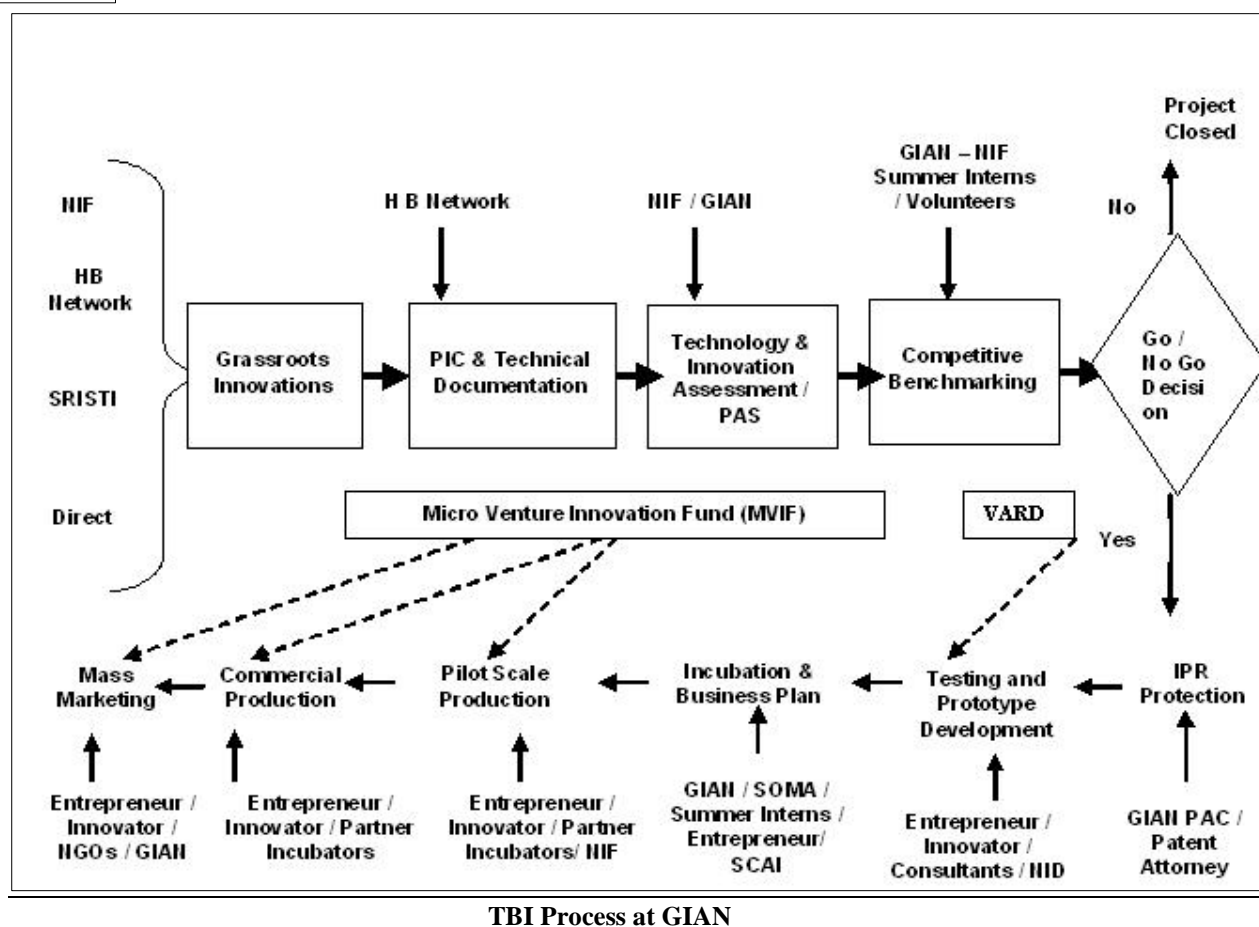 Project
Closed
GIAN – NIF
Summer Interns
/ Volunteers
NIF
H B Network
NIF / GIAN
No
HB
Network
Grassroots
Innovations
PIC & Technical
Documentation
Technology &
Innovation
Assessment /
PAS
Competitive
Benchmarking
Go /
No Go
Decisi
on
SRISTI
Direct
Micro Venture Innovation Fund (MVIF)
VARD
Yes
Mass
Marketing
Commercial
Production
Pilot Scale
Production
Incubation &
Business Plan
Testing and
Prototype
Development
IPR
Protection
Entrepreneur /
Innovator /
NGOs / GIAN
Entrepreneur /
Innovator / Partner
Incubators
Entrepreneur /
Innovator / Partner
Incubators/ NIF
GIAN / SOMA /
Summer Interns /
Entrepreneur/
SCAI
Entrepreneur /
Innovator /
Consultants / NID
GIAN PAC /
Patent
Attorney
TBI Process at GIAN